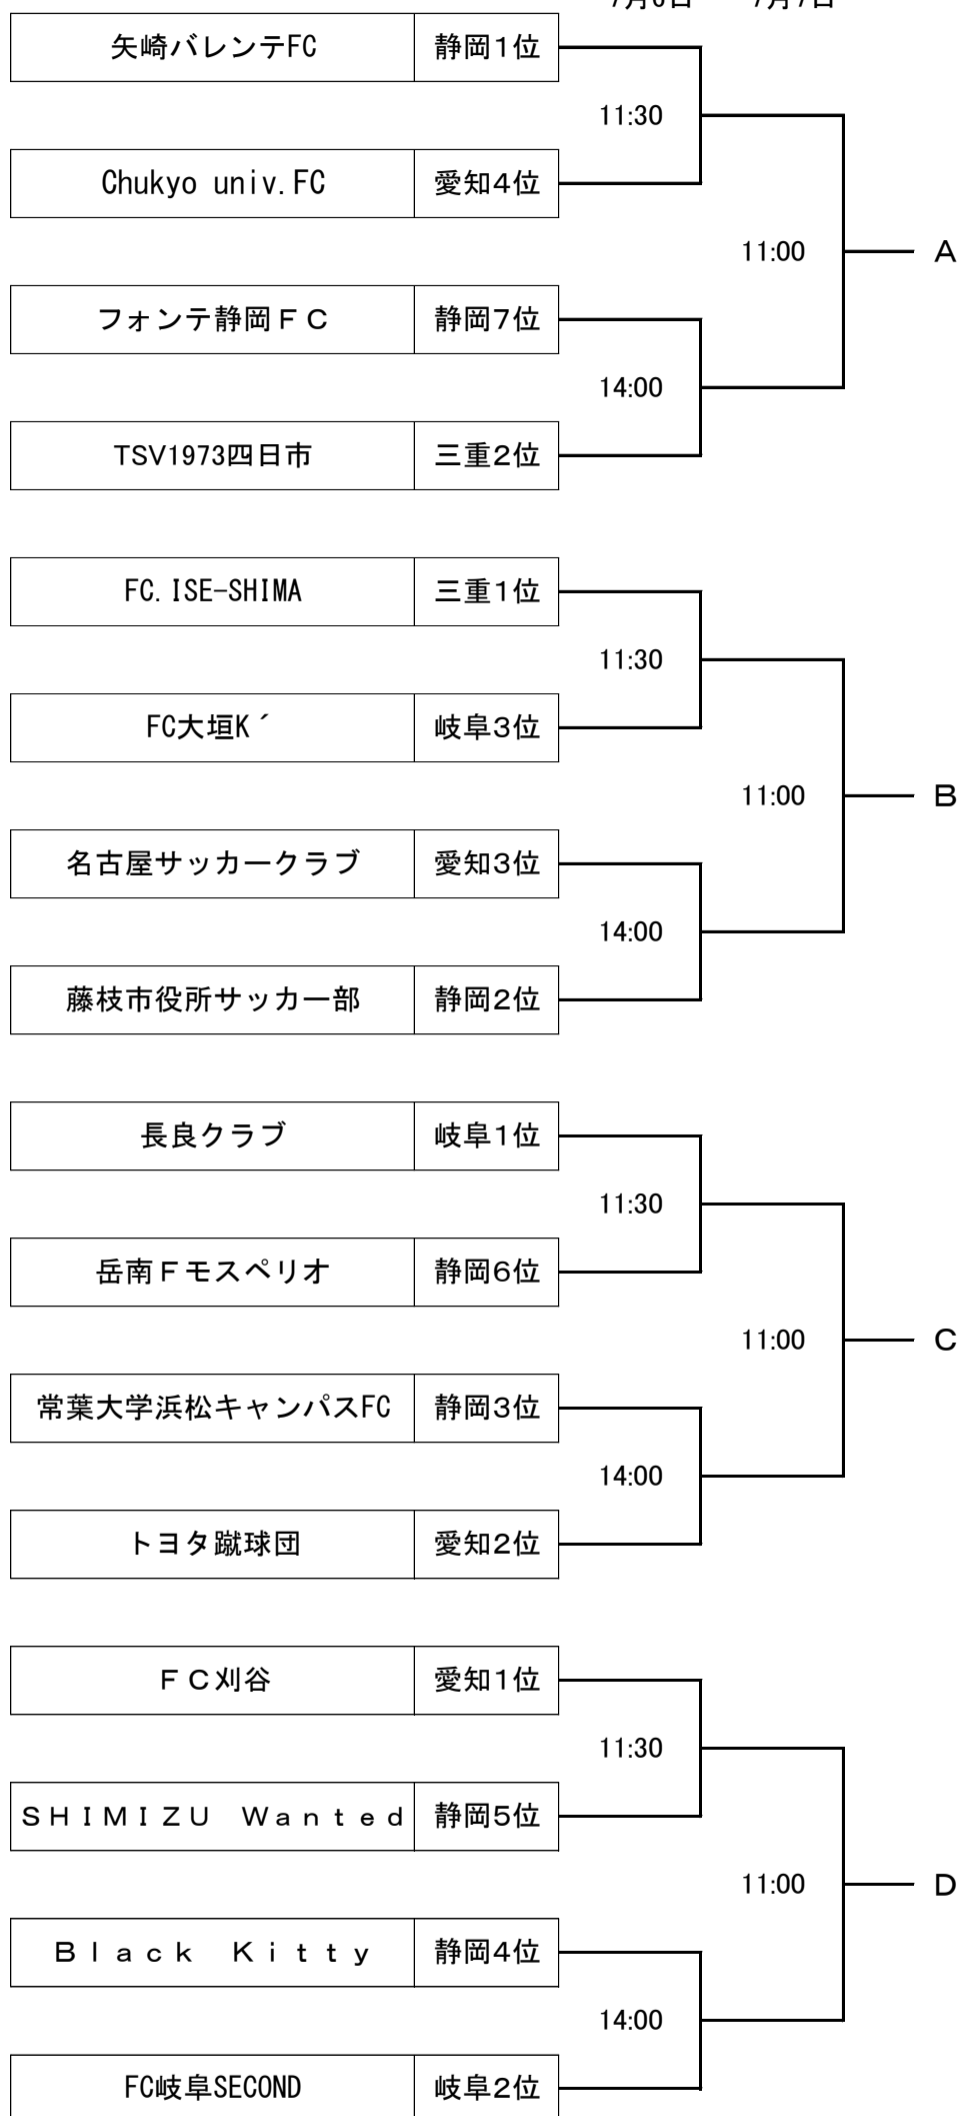 7月6日 7月7日
矢崎バレンテFC 静岡1位
11:30
Chukyo univ.FC 愛知4位
11:00 A
フォンテ静岡ＦＣ 静岡7位
14:00
TSV1973四日市 三重2位
FC.ISE-SHIMA 三重1位
11:30
FC大垣K´ 岐阜3位
11:00 B
名古屋サッカークラブ 愛知3位
14:00
藤枝市役所サッカー部 静岡2位
長良クラブ 岐阜1位
11:30
岳南Ｆモスペリオ 静岡6位
11:00 C
常葉大学浜松キャンパスFC 静岡3位
14:00
トヨタ蹴球団 愛知2位
ＦＣ刈谷 愛知1位
11:30
ＳＨＩＭＩＺＵ　Ｗａｎｔｅｄ 静岡5位
11:00 D
Ｂｌａｃｋ　Ｋｉｔｔｙ 静岡4位
14:00
FC岐阜SECOND 岐阜2位